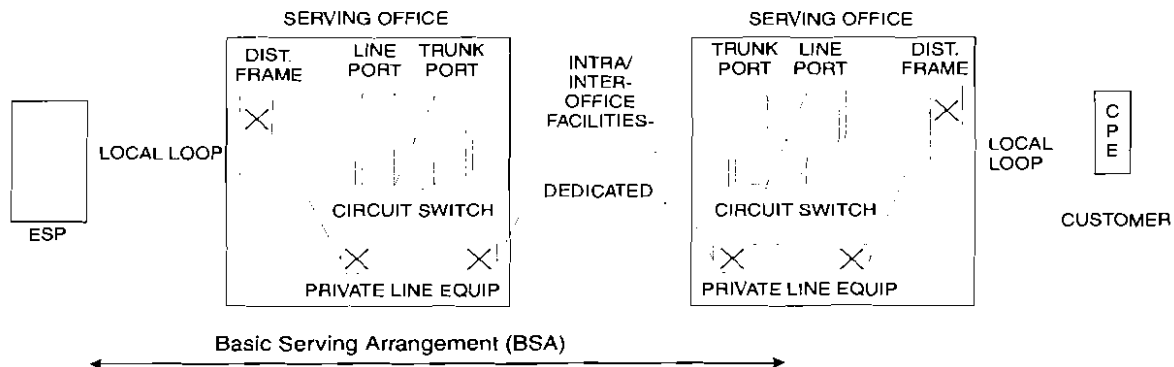 SERVING OFFICE
DIST.
FRAME
LINE
PORT
TRUNK
PORT
LOCAL LOOP
ESP
CIRCUIT SWITCH
PRIVATE LINE EQUIP
INTRA/
INTER-
OFFICE
FACILITIES-
DEDICATED
SERVING OFFICE
TRUNK
PORT
LINE
PORT
DIST.
FRAME
CIRCUIT SWITCH
PRIVATE LINE EQUIP
LOCAL
LOOP
C
P
E
CUSTOMER
Basic Serving Arrangement (BSA)